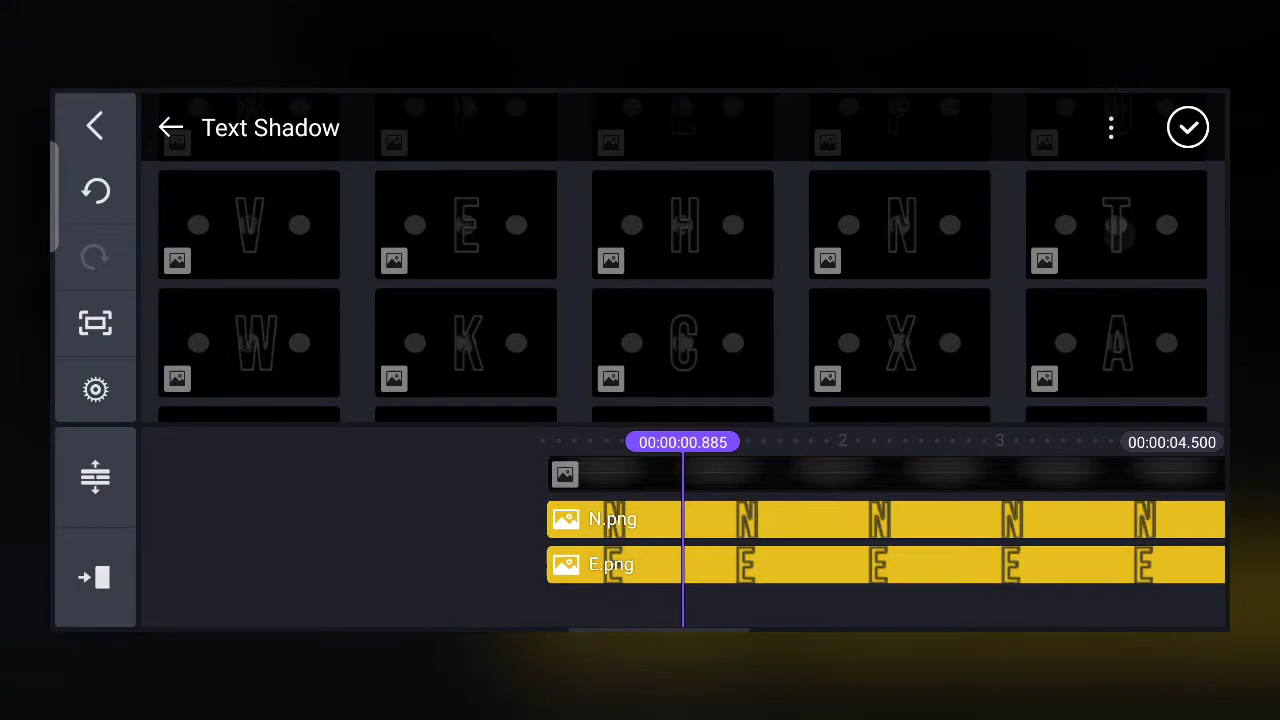 Text Shadow
V E H N T
W K C X A
00:00:00.885 2 3 00:00:04.500
N.png N N N N N
E.png E E E E E